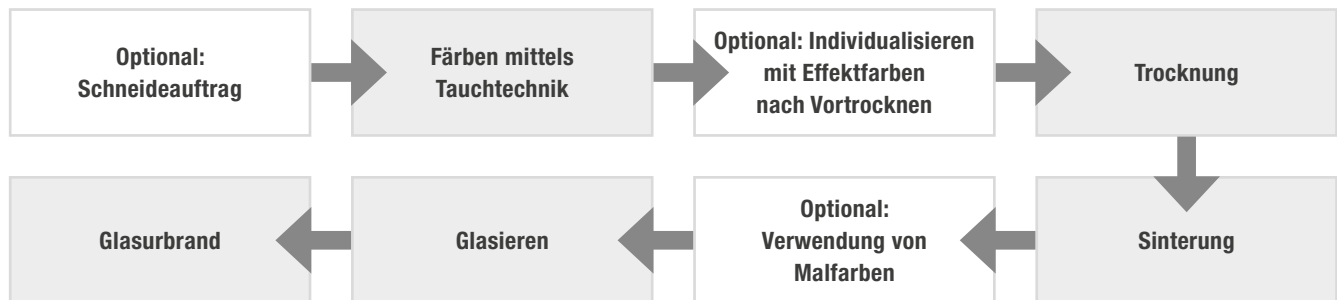 Optional:
Schneideauftrag
Färben mittels
Tauchtechnik
Optional: Individualisieren
mit Effektfarben
nach Vortrocknen
Trocknung
Sinterung
Optional:
Verwendung von
Malfarben
Glasieren
Glasurbrand